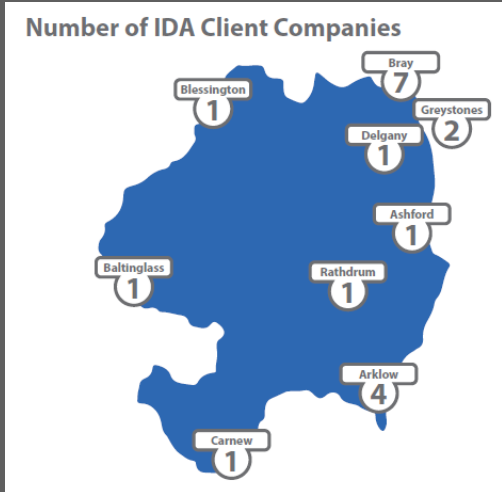 Number of IDA Client Companies
Bray
7
Blessington
1
Greystones
2
Delgany
1
Ashford
1
Baltinglass
1
Rathdrum
1
Arklow
4
Carnew
1